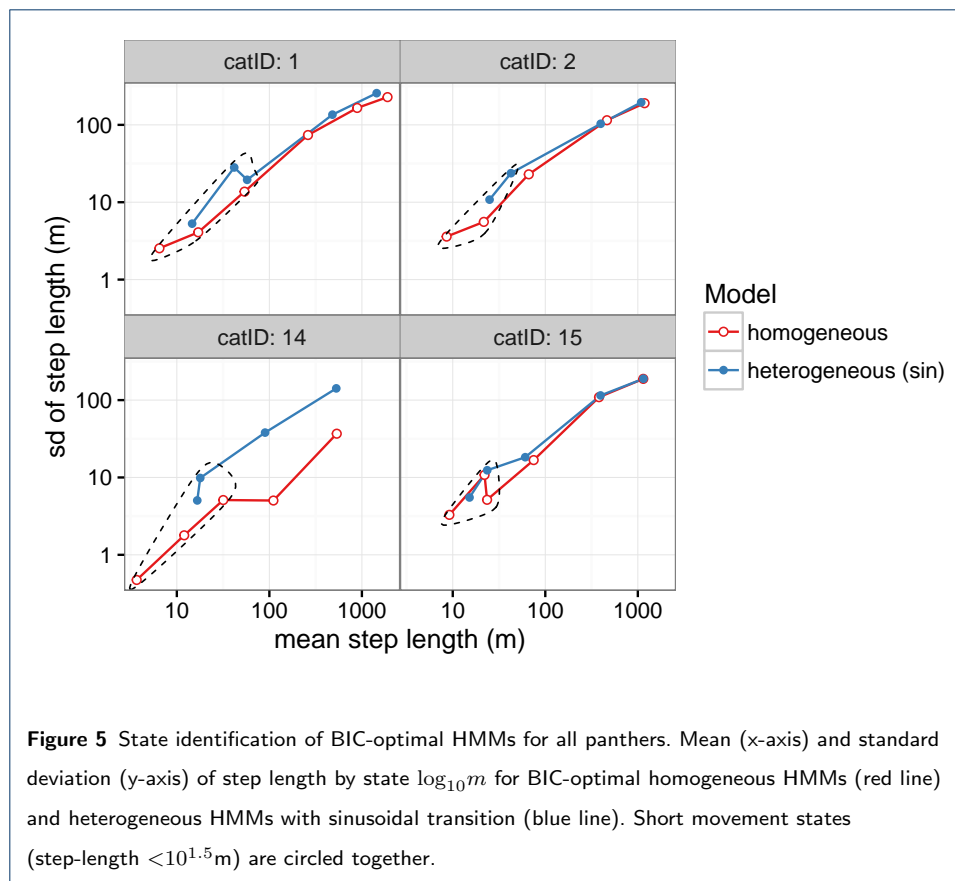 catID: 1
catID: 2
100
10
1
catID: 14
catID: 15
100
10
1
10
100
1000
10
100
1000
sd of step length (m)
mean step length (m)
Model
homogeneous
heterogeneous (sin)
Figure 5 State identification of BIC-optimal HMMs for all panthers. Mean (x-axis) and standard
deviation (y-axis) of step length by state log₁₀m for BIC-optimal homogeneous HMMs (red line)
and heterogeneous HMMs with sinusoidal transition (blue line). Short movement states
(step-length <10¹·⁵m) are circled together.